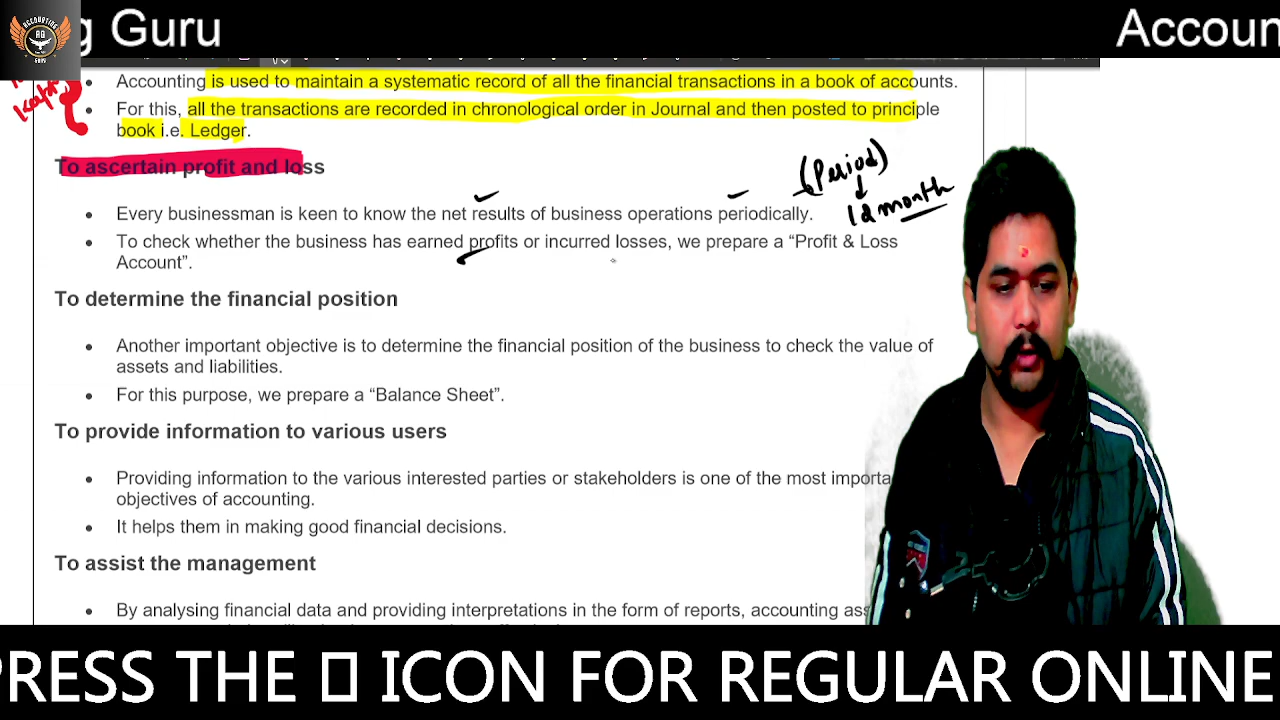 g Guru
Accoun
ACCOUNTING
AG
GURU
Accounting is used to maintain a systematic record of all the financial transactions in a book of accounts.
For this, all the transactions are recorded in chronological order in Journal and then posted to principle
book i.e. Ledger.
To ascertain profit and loss
(Period)
12 month
Every businessman is keen to know the net results of business operations periodically.
To check whether the business has earned profits or incurred losses, we prepare a “Profit & Loss
Account”.
To determine the financial position
Another important objective is to determine the financial position of the business to check the value of
assets and liabilities.
For this purpose, we prepare a “Balance Sheet”.
To provide information to various users
Providing information to the various interested parties or stakeholders is one of the most importa
objectives of accounting.
It helps them in making good financial decisions.
To assist the management
By analysing financial data and providing interpretations in the form of reports, accounting ass
PRESS THE □ ICON FOR REGULAR ONLINE